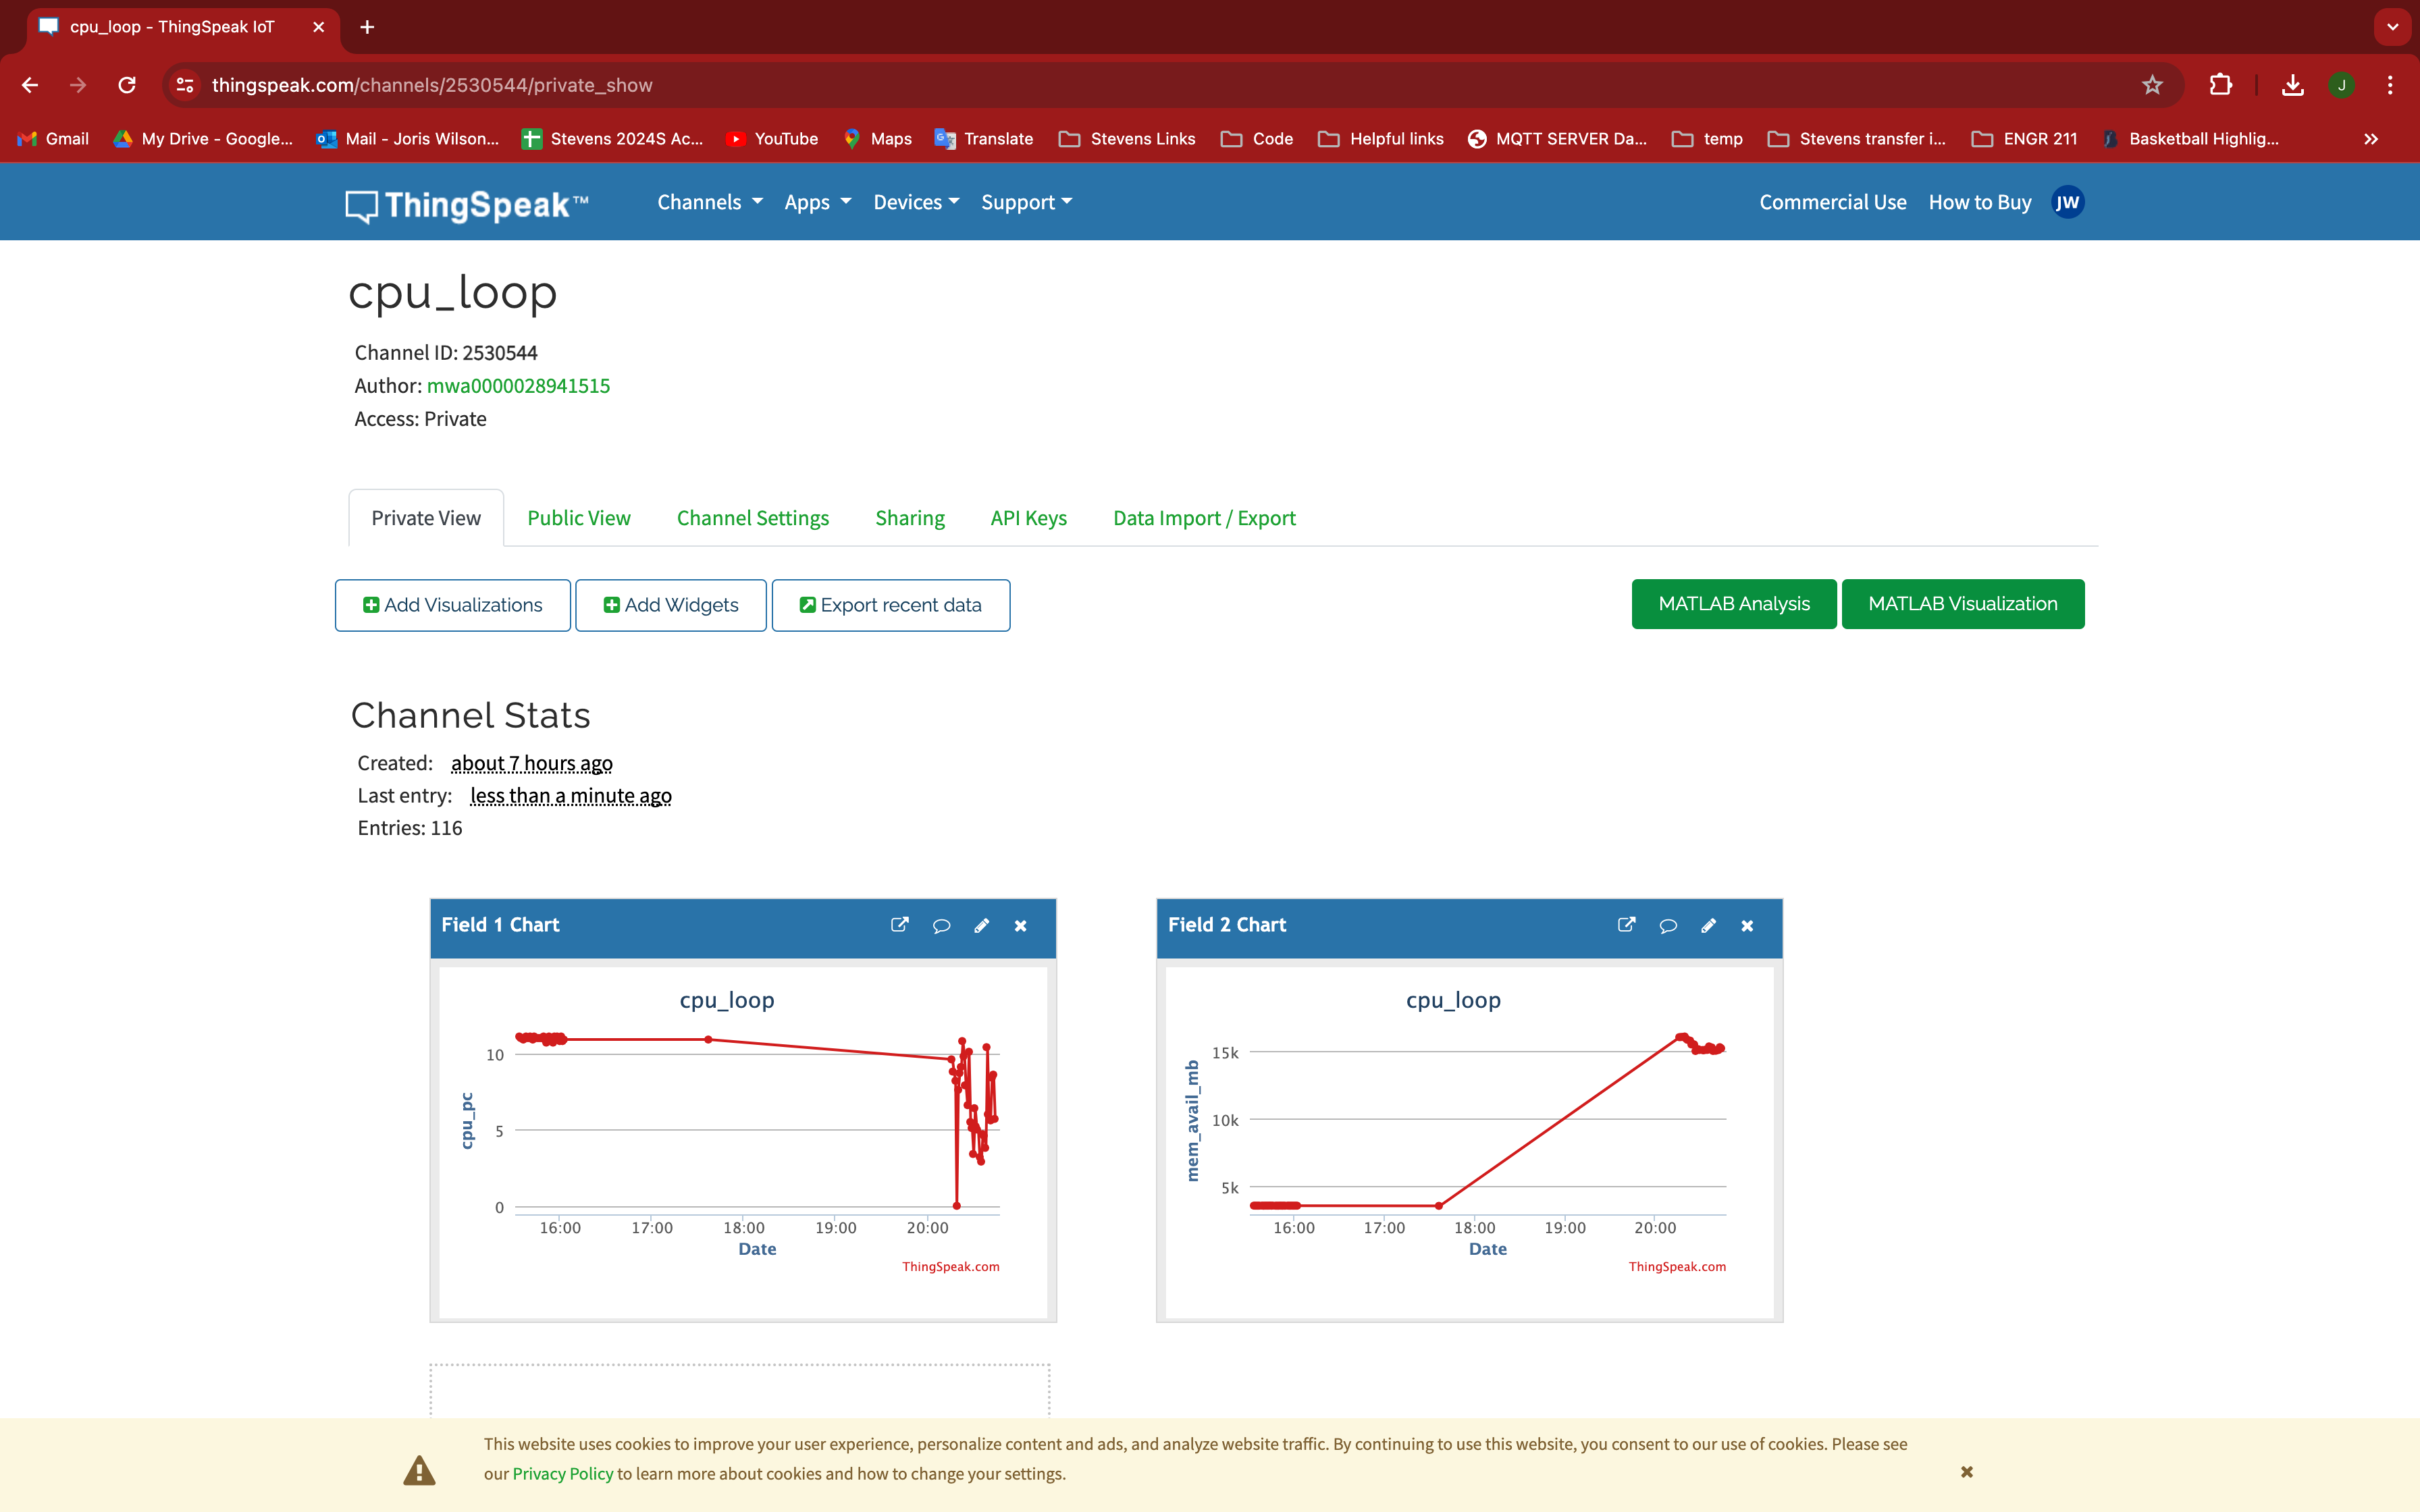 cpu_loop - ThingSpeak IoT
thingspeak.com/channels/2530544/private_show
J
Gmail My Drive - Google... Mail - Joris Wilson... Stevens 2024S Ac... YouTube Maps Translate Stevens Links Code Helpful links MQTT SERVER Da... temp Stevens transfer i... ENGR 211 Basketball Highlig...
ThingSpeak™ Channels Apps Devices Support Commercial Use How to Buy JW
cpu_loop
Channel ID: 2530544
Author: mwa0000028941515
Access: Private
Private View Public View Channel Settings Sharing API Keys Data Import / Export
Add Visualizations Add Widgets Export recent data MATLAB Analysis MATLAB Visualization
Channel Stats
Created: about 7 hours ago
Last entry: less than a minute ago
Entries: 116
Field 1 Chart
cpu_loop
cpu_pc
10
5
0
16:00 17:00 18:00 19:00 20:00
Date
ThingSpeak.com
Field 2 Chart
cpu_loop
mem_avail_mb
15k
10k
5k
16:00 17:00 18:00 19:00 20:00
Date
ThingSpeak.com
This website uses cookies to improve your user experience, personalize content and ads, and analyze website traffic. By continuing to use this website, you consent to our use of cookies. Please see
our Privacy Policy to learn more about cookies and how to change your settings.